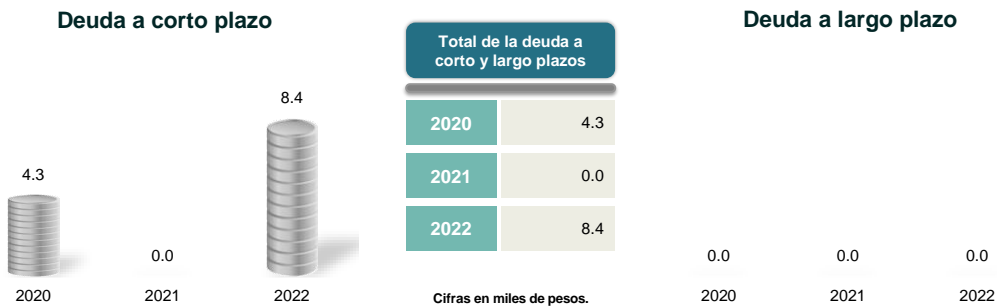 Deuda a corto plazo
8.4
4.3
0.0
2020 2021 2022
Total de la deuda a
corto y largo plazos
2020 4.3
2021 0.0
2022 8.4
Cifras en miles de pesos.
Deuda a largo plazo
0.0 0.0 0.0
2020 2021 2022